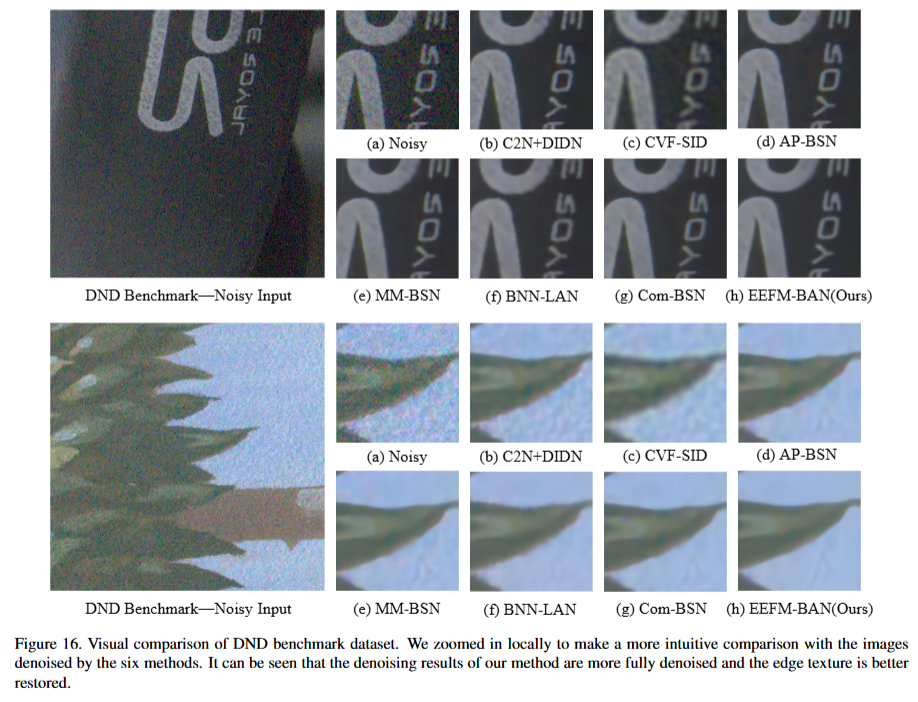 JAYOS 3
(a) Noisy
(b) C2N+DIDN
(c) CVF-SID
(d) AP-BSN
DND Benchmark—Noisy Input
(e) MM-BSN
(f) BNN-LAN
(g) Com-BSN
(h) EEFM-BAN(Ours)
(a) Noisy
(b) C2N+DIDN
(c) CVF-SID
(d) AP-BSN
DND Benchmark—Noisy Input
(e) MM-BSN
(f) BNN-LAN
(g) Com-BSN
(h) EEFM-BAN(Ours)
Figure 16. Visual comparison of DND benchmark dataset. We zoomed in locally to make a more intuitive comparison with the images
denoised by the six methods. It can be seen that the denoising results of our method are more fully denoised and the edge texture is better
restored.